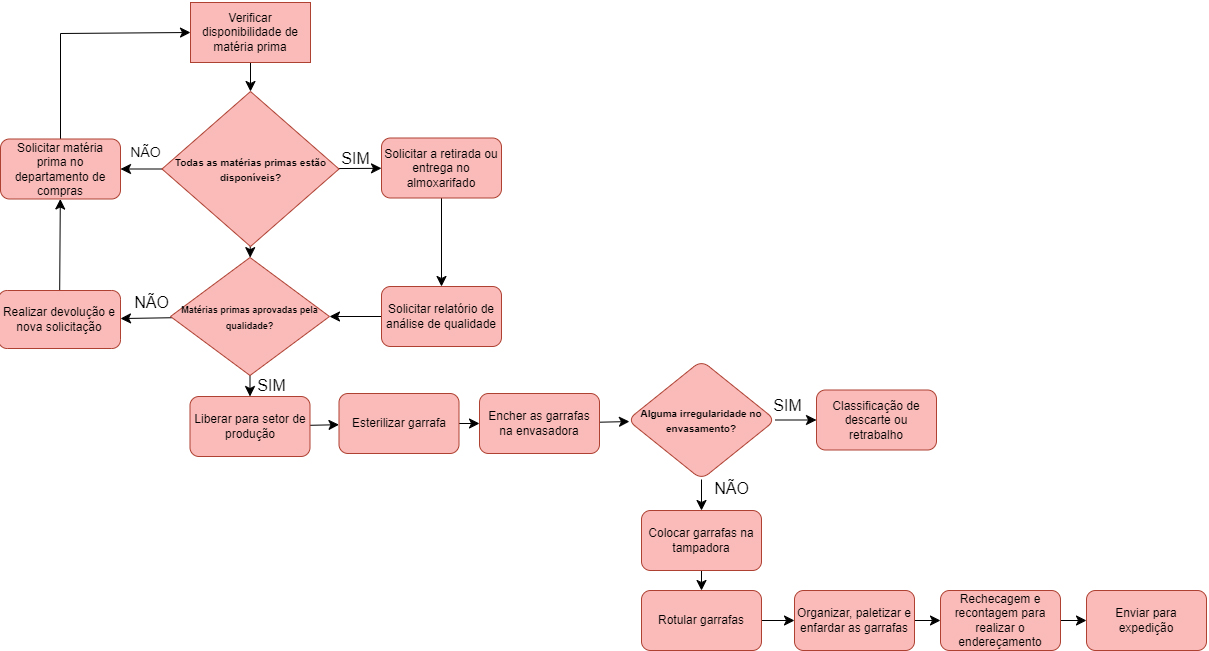 Verificar
disponibilidade de
matéria prima
Solicitar matéria
prima no
departamento de
compras
NÃO
Todas as matérias primas estão
disponíveis?
SIM
Solicitar a retirada ou
entrega no
almoxarifado
Realizar devolução e
nova solicitação
NÃO
Matérias primas aprovadas pela
qualidade?
Solicitar relatório de
análise de qualidade
SIM
Liberar para setor de
produção
Esterilizar garrafa
Encher as garrafas
na envasadora
Alguma irregularidade no
envasamento?
SIM
Classificação de
descarte ou
retrabalho
NÃO
Colocar garrafas na
tampadora
Rotular garrafas
Organizar, paletizar e
enfardar as garrafas
Rechecagem e
recontagem para
realizar o
endereçamento
Enviar para
expedição